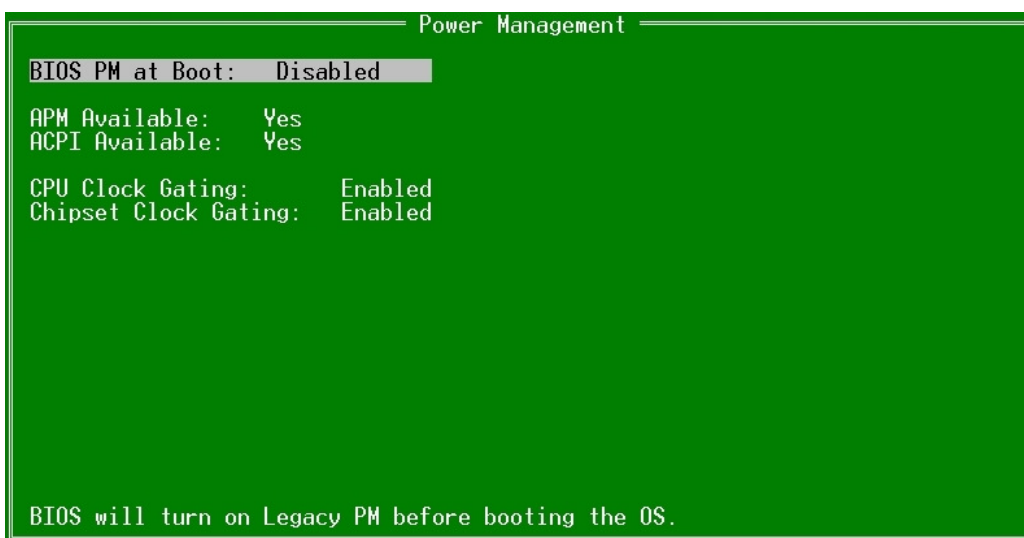 Power Management
BIOS PM at Boot: Disabled
APM Available: Yes
ACPI Available: Yes
CPU Clock Gating: Enabled
Chipset Clock Gating: Enabled
BIOS will turn on Legacy PM before booting the OS.